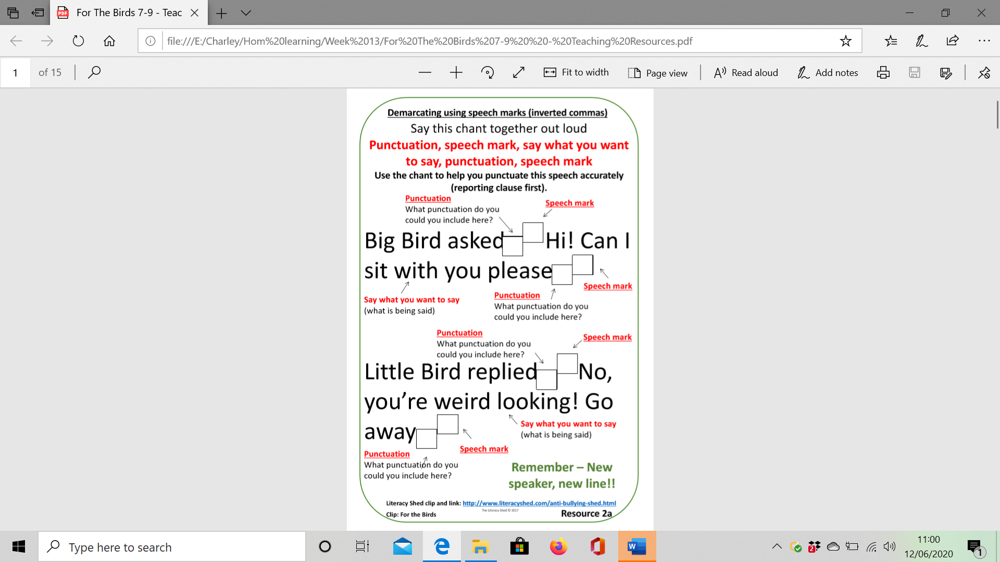 For The Birds 7-9 - Teac
file:///E:/Charley/Hom%20learning/Week%2013/For%20The%20Birds%207-9%20%20-%20Teaching%20Resources.pdf
1 of 15
Fit to width
Page view
Read aloud
Add notes
Demarcating using speech marks (inverted commas)
Say this chant together out loud
Punctuation, speech mark, say what you want
to say, punctuation, speech mark
Use the chant to help you punctuate this speech accurately
(reporting clause first).
Punctuation
What punctuation do you
could you include here?
Speech mark
Big Bird asked Hi! Can I
sit with you please
Speech mark
Say what you want to say
(what is being said)
Punctuation
What punctuation do you
could you include here?
Punctuation
What punctuation do you
could you include here?
Speech mark
Little Bird replied No,
you’re weird looking! Go
away
Say what you want to say
(what is being said)
Speech mark
Punctuation
What punctuation do you
could you include here?
Remember – New
speaker, new line!!
Literacy Shed clip and link: http://www.literacyshed.com/anti-bullying-shed.html
The Literacy Shed © 2017
Clip: For the Birds
Resource 2a
Type here to search
11:00
12/06/2020